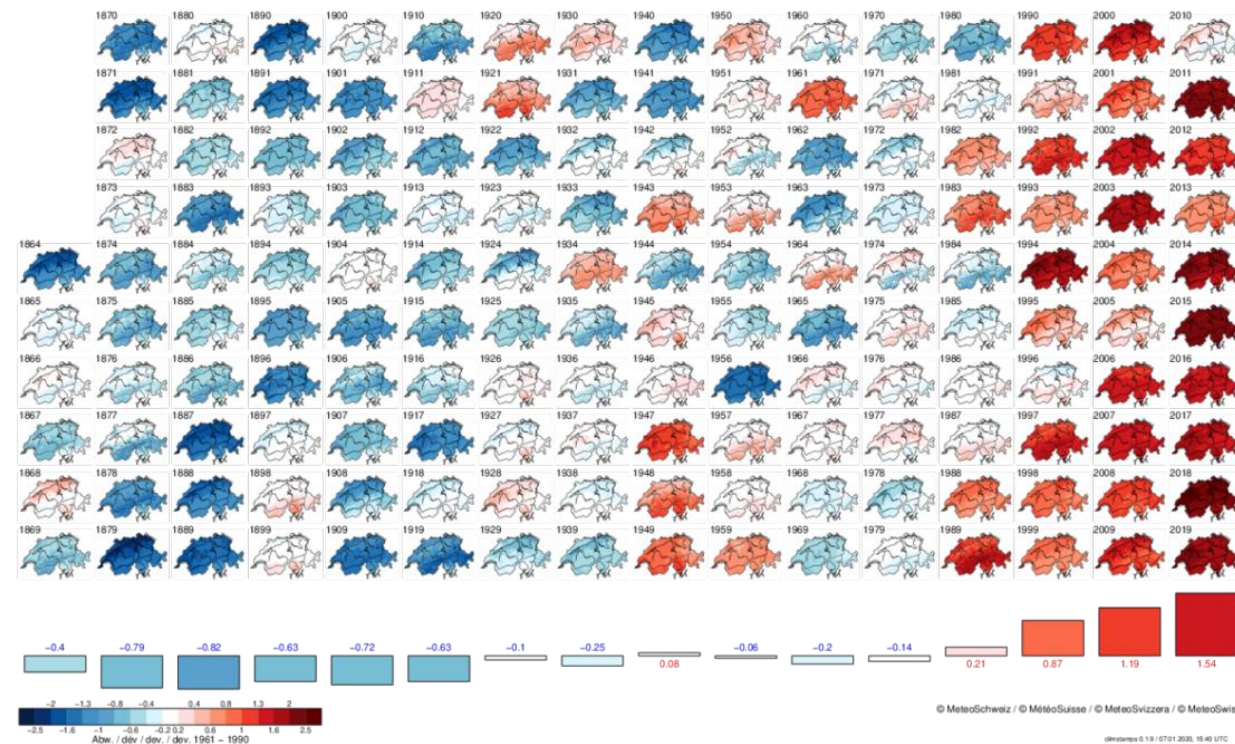 1870 1880 1890 1900 1910 1920 1930 1940 1950 1960 1970 1980 1990 2000 2010
1871 1881 1891 1901 1911 1921 1931 1941 1951 1961 1971 1981 1991 2001 2011
1872 1882 1892 1902 1912 1922 1932 1942 1952 1962 1972 1982 1992 2002 2012
1873 1883 1893 1903 1913 1923 1933 1943 1953 1963 1973 1983 1993 2003 2013
1864 1874 1884 1894 1904 1914 1924 1934 1944 1954 1964 1974 1984 1994 2004 2014
1865 1875 1885 1895 1905 1915 1925 1935 1945 1955 1965 1975 1985 1995 2005 2015
1866 1876 1886 1896 1906 1916 1926 1936 1946 1956 1966 1976 1986 1996 2006 2016
1867 1877 1887 1897 1907 1917 1927 1937 1947 1957 1967 1977 1987 1997 2007 2017
1868 1878 1888 1898 1908 1918 1928 1938 1948 1958 1968 1978 1988 1998 2008 2018
1869 1879 1889 1899 1909 1919 1929 1939 1949 1959 1969 1979 1989 1999 2009 2019
−0.4 −0.79 −0.82 −0.63 −0.72 −0.63 −0.1 −0.25 0.08 −0.06 −0.2 −0.14 0.21 0.87 1.19 1.54
−2 −1.3 −0.8 −0.4 0.4 0.8 1.3 2
−2.5 −1.6 −1 −0.6 −0.2 0.2 0.6 1 1.6 2.5
Abw. / dév / dev. / dev. 1961 − 1990
© MeteoSchweiz / © MétéoSuisse / © MeteoSvizzera / © MeteoSwis
climstamps 0.1.9 / 07.01.2020, 15:40 UTC